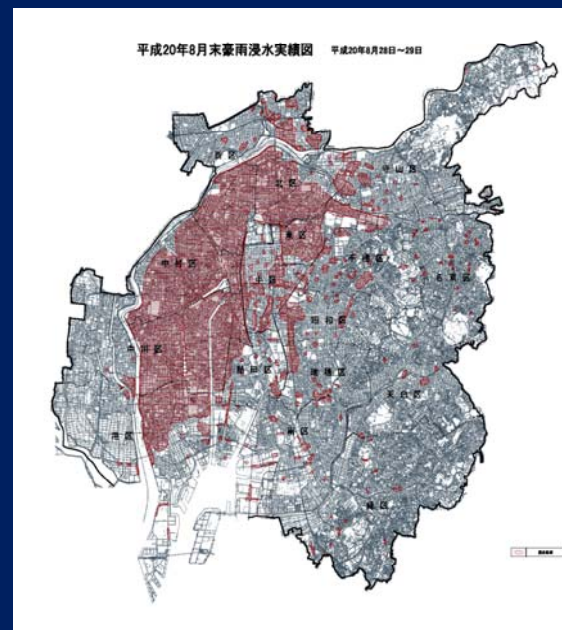 平成20年8月末豪雨浸水実績図 平成20年8月28日～29日
西区
守山区
北区
東区
千種区
中村区
名東区
中区
昭和区
中川区
熱田区
瑞穂区
天白区
港区
南区
緑区